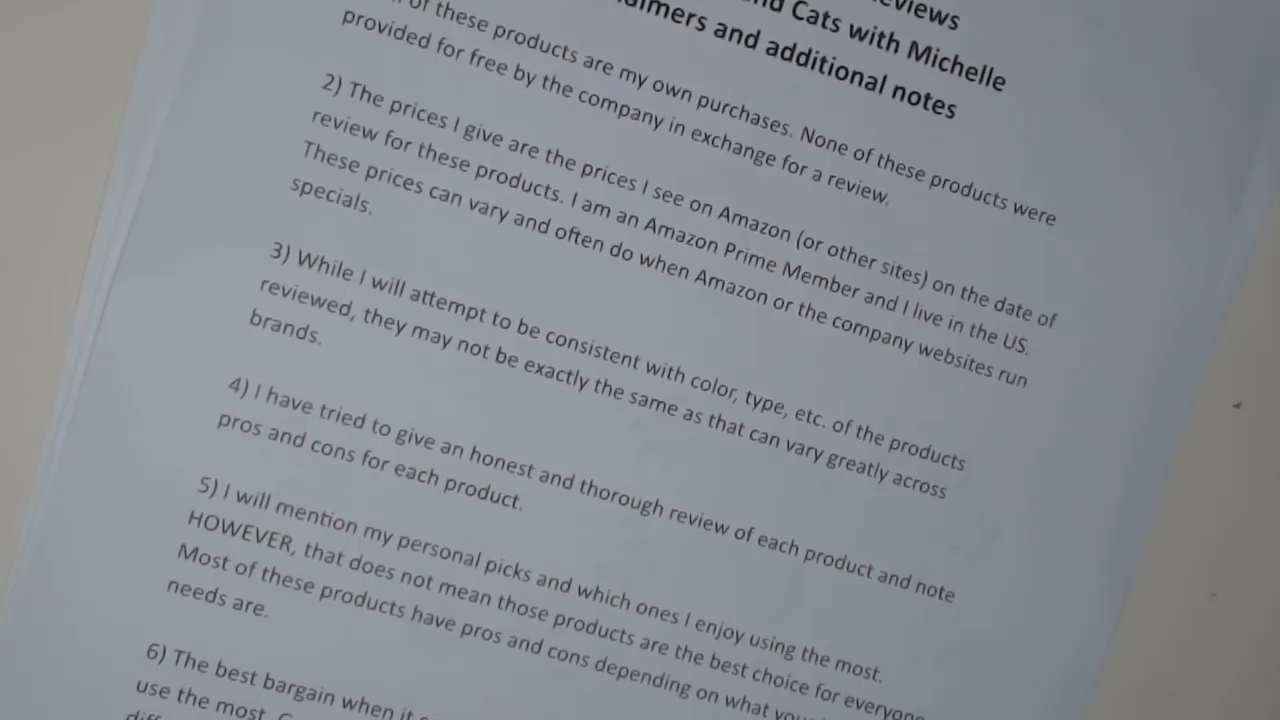 Cats with Michelle
and additional notes
of these products are my own purchases. None of these products were
provided for free by the company in exchange for a review.
2) The prices I give are the prices I see on Amazon (or other sites) on the date of
review for these products. I am an Amazon Prime Member and I live in the US.
These prices can vary and often do when Amazon or the company websites run
specials.
3) While I will attempt to be consistent with color, type, etc. of the products
reviewed, they may not be exactly the same as that can vary greatly across
brands.
4) I have tried to give an honest and thorough review of each product and note
pros and cons for each product.
5) I will mention my personal picks and which ones I enjoy using the most.
HOWEVER, that does not mean those products are the best choice for everyone
Most of these products have pros and cons depending on what
needs are.
6) The best bargain when it
use the most.